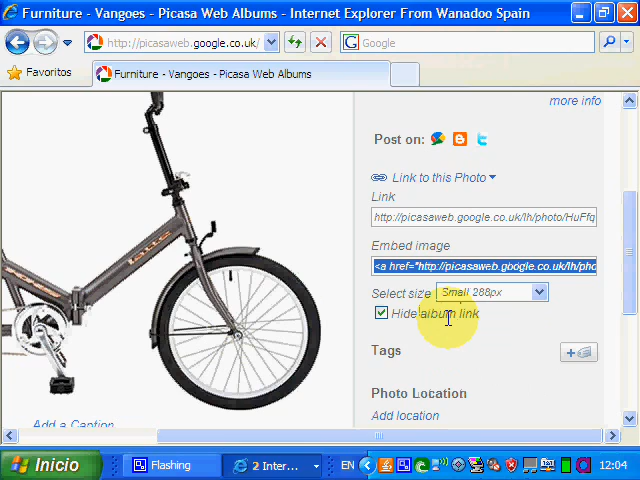 Furniture - Vangoes - Picasa Web Albums - Internet Explorer From Wanadoo Spain
http://picasaweb.google.co.uk/
Google
Favoritos
Furniture - Vangoes - Picasa Web Albums
more info
Post on:
Link to this Photo
Link
http://picasaweb.google.co.uk/lh/photo/HuFfq
Embed image
<a href="http://picasaweb.google.co.uk/lh/pho
Select size
Small 288px
Hide album link
Tags
Photo Location
Add location
Add a Caption
Inicio
Flashing
2 Inter...
EN
12:04